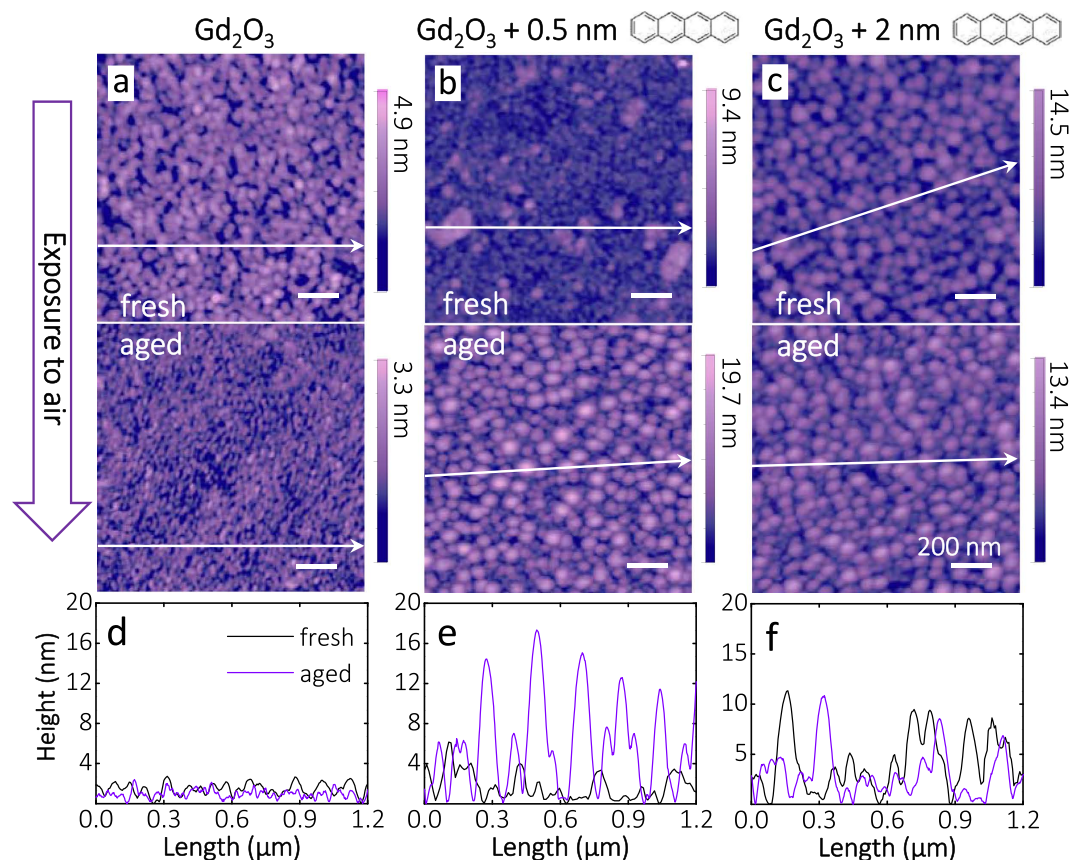 Gd₂O₃
Gd₂O₃ + 0.5 nm
Gd₂O₃ + 2 nm
Exposure to air
a
fresh
aged
4.9 nm
3.3 nm
b
fresh
aged
9.4 nm
19.7 nm
c
fresh
aged
200 nm
14.5 nm
13.4 nm
d
fresh
aged
Height (nm)
20
16
12
8
4
0.0 0.3 0.6 0.9 1.2
Length (μm)
e
20
16
12
8
4
0.0 0.3 0.6 0.9 1.2
Length (μm)
f
20
15
10
5
0.0 0.3 0.6 0.9 1.2
Length (μm)